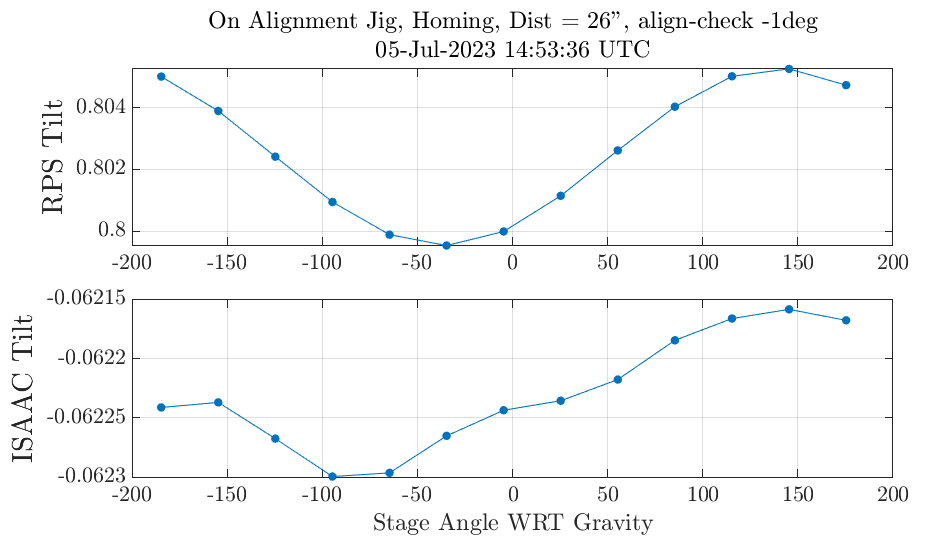 On Alignment Jig, Homing, Dist = 26”, align-check -1deg
05-Jul-2023 14:53:36 UTC
RPS Tilt
0.804
0.802
0.8
-200 -150 -100 -50 0 50 100 150 200
ISAAC Tilt
-0.06215
-0.0622
-0.06225
-0.0623
-200 -150 -100 -50 0 50 100 150 200
Stage Angle WRT Gravity